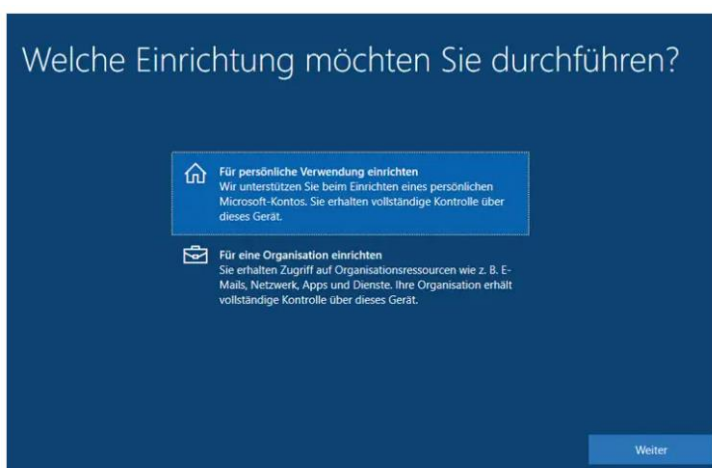 Welche Einrichtung möchten Sie durchführen?
Für persönliche Verwendung einrichten
Wir unterstützen Sie beim Einrichten eines persönlichen
Microsoft-Kontos. Sie erhalten vollständige Kontrolle über
dieses Gerät.
Für eine Organisation einrichten
Sie erhalten Zugriff auf Organisationsressourcen wie z. B. E-
Mails, Netzwerk, Apps und Dienste. Ihre Organisation erhält
vollständige Kontrolle über dieses Gerät.
Weiter